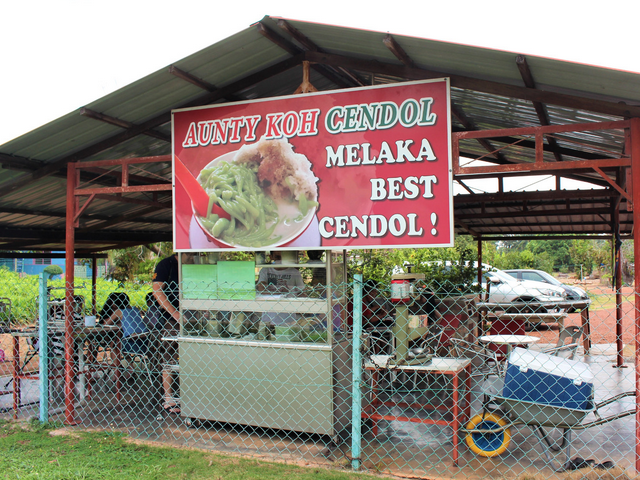 AUNTY KOH CENDOL
MELAKA
BEST
CENDOL !